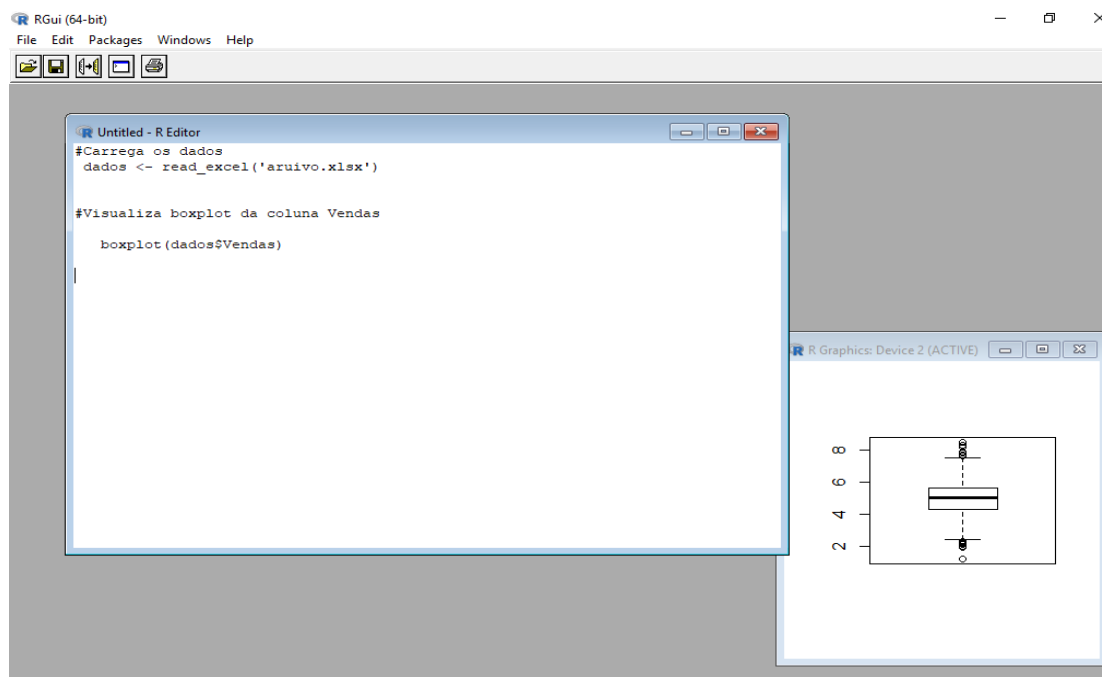 RGui (64-bit)
File Edit Packages Windows Help
Untitled - R Editor
#Carrega os dados
dados <- read_excel('aruivo.xlsx')
#Visualiza boxplot da coluna Vendas
boxplot(dados$Vendas)
R Graphics: Device 2 (ACTIVE)
8
6
4
2